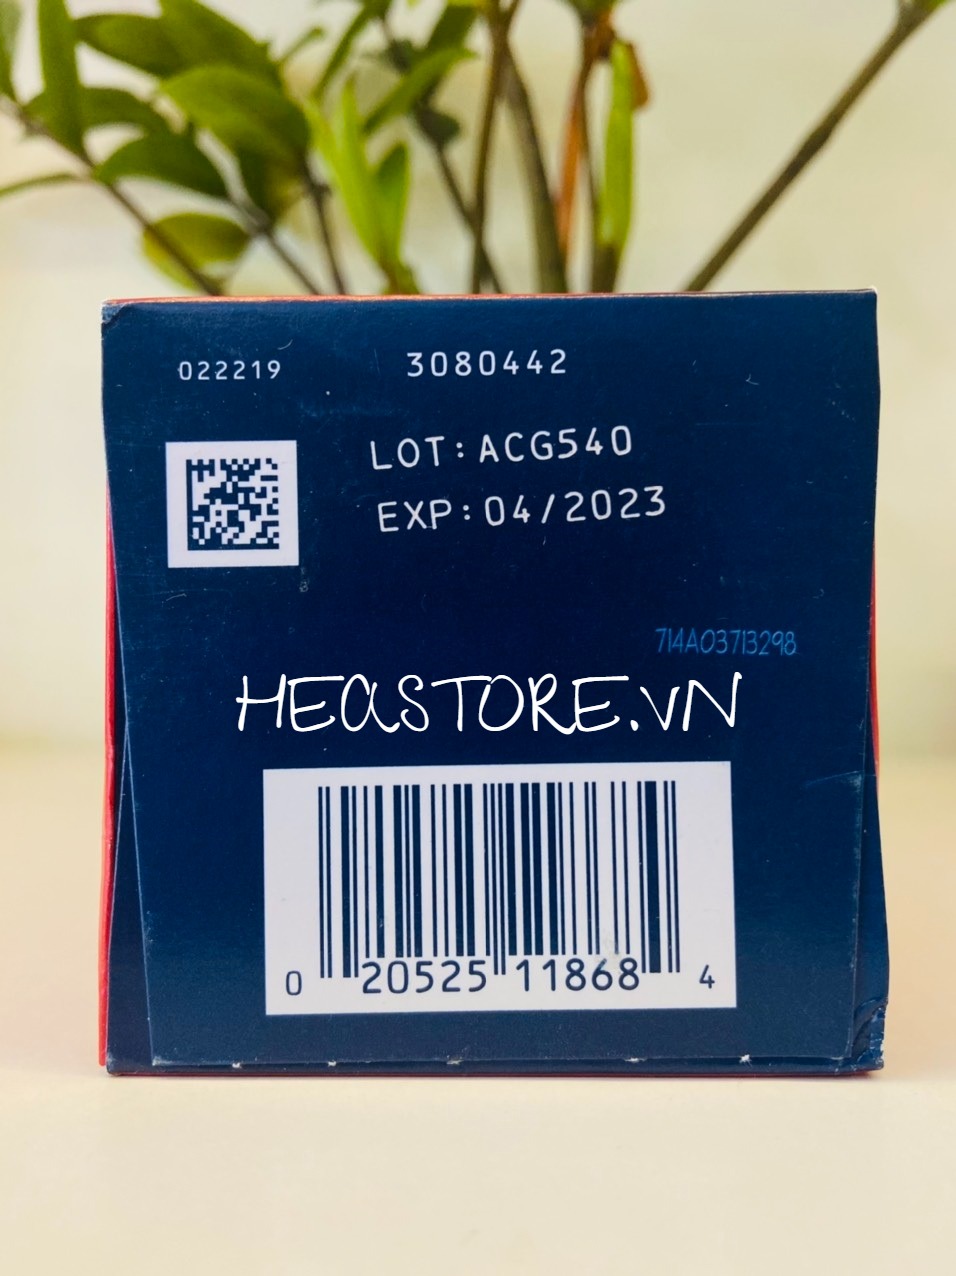 022219 3080442
LOT:ACG540
EXP:04/2023
714A03713298
HEASTORE.VN
0 20525 11868 4